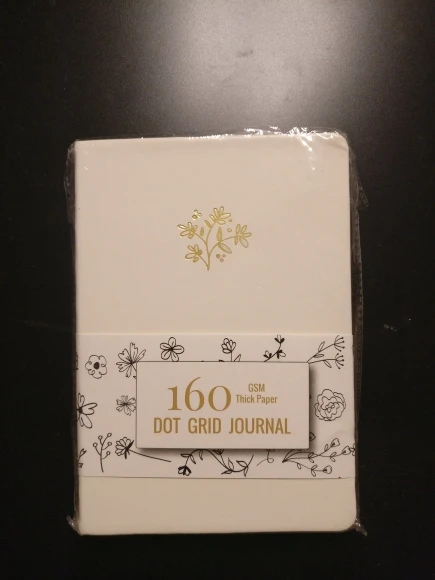 160 GSM
Thick Paper
DOT GRID JOURNAL